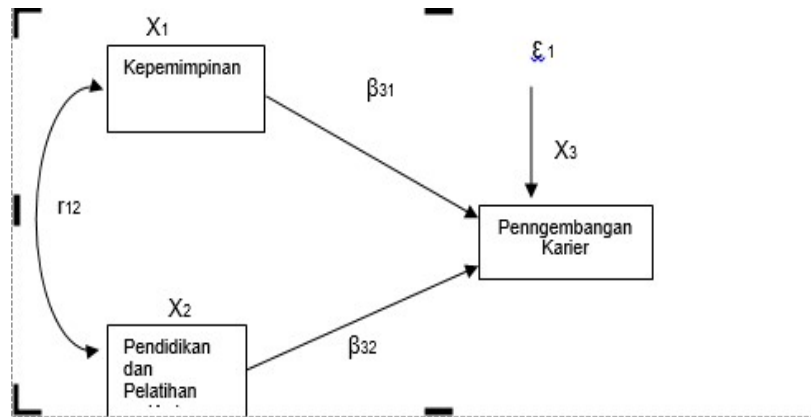 X1
Kepemimpinan
β31
ε1
X3
r12
Penngembangan
Karier
X2
Pendidikan
dan
Pelatihan
β32